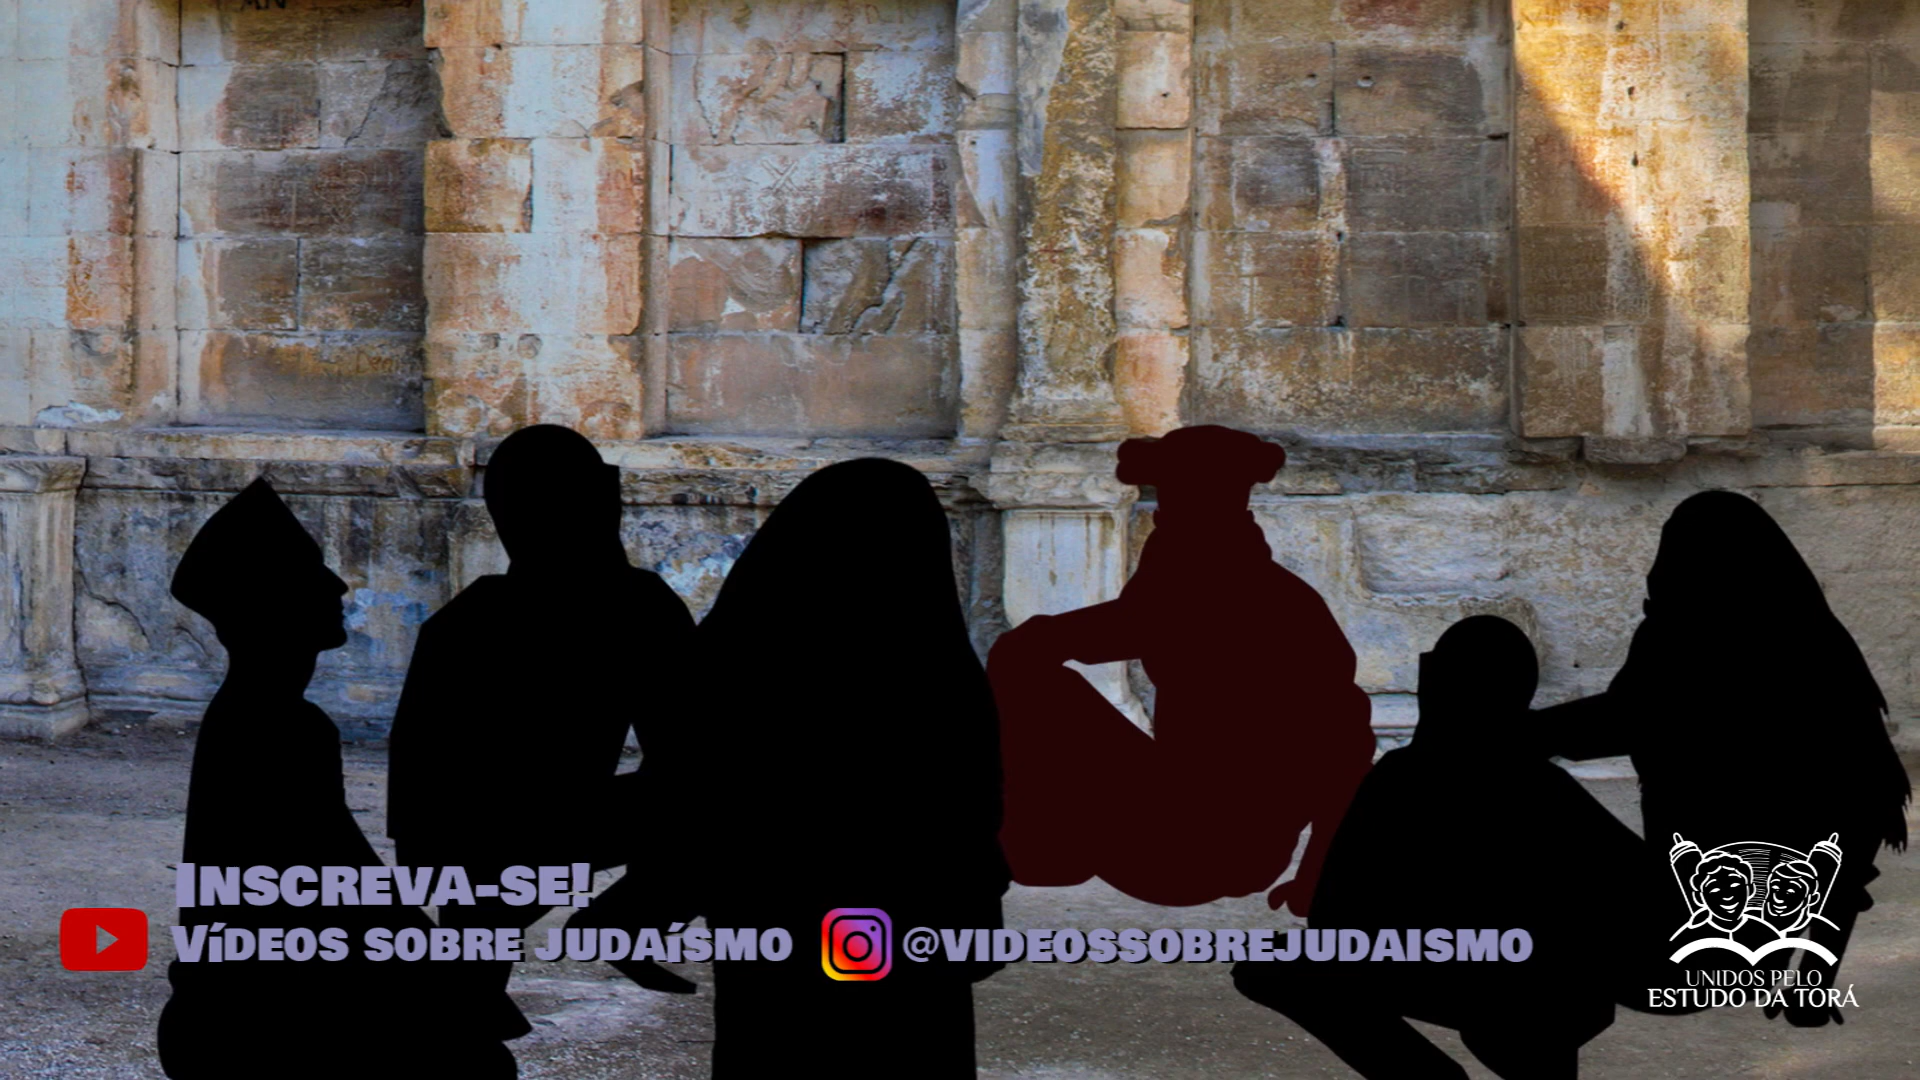 INSCREVA-SE!
VÍDEOS SOBRE JUDAÍSMO
@VIDEOSSOBREJUDAISMO
UNIDOS PELO
ESTUDO DA TORÁ